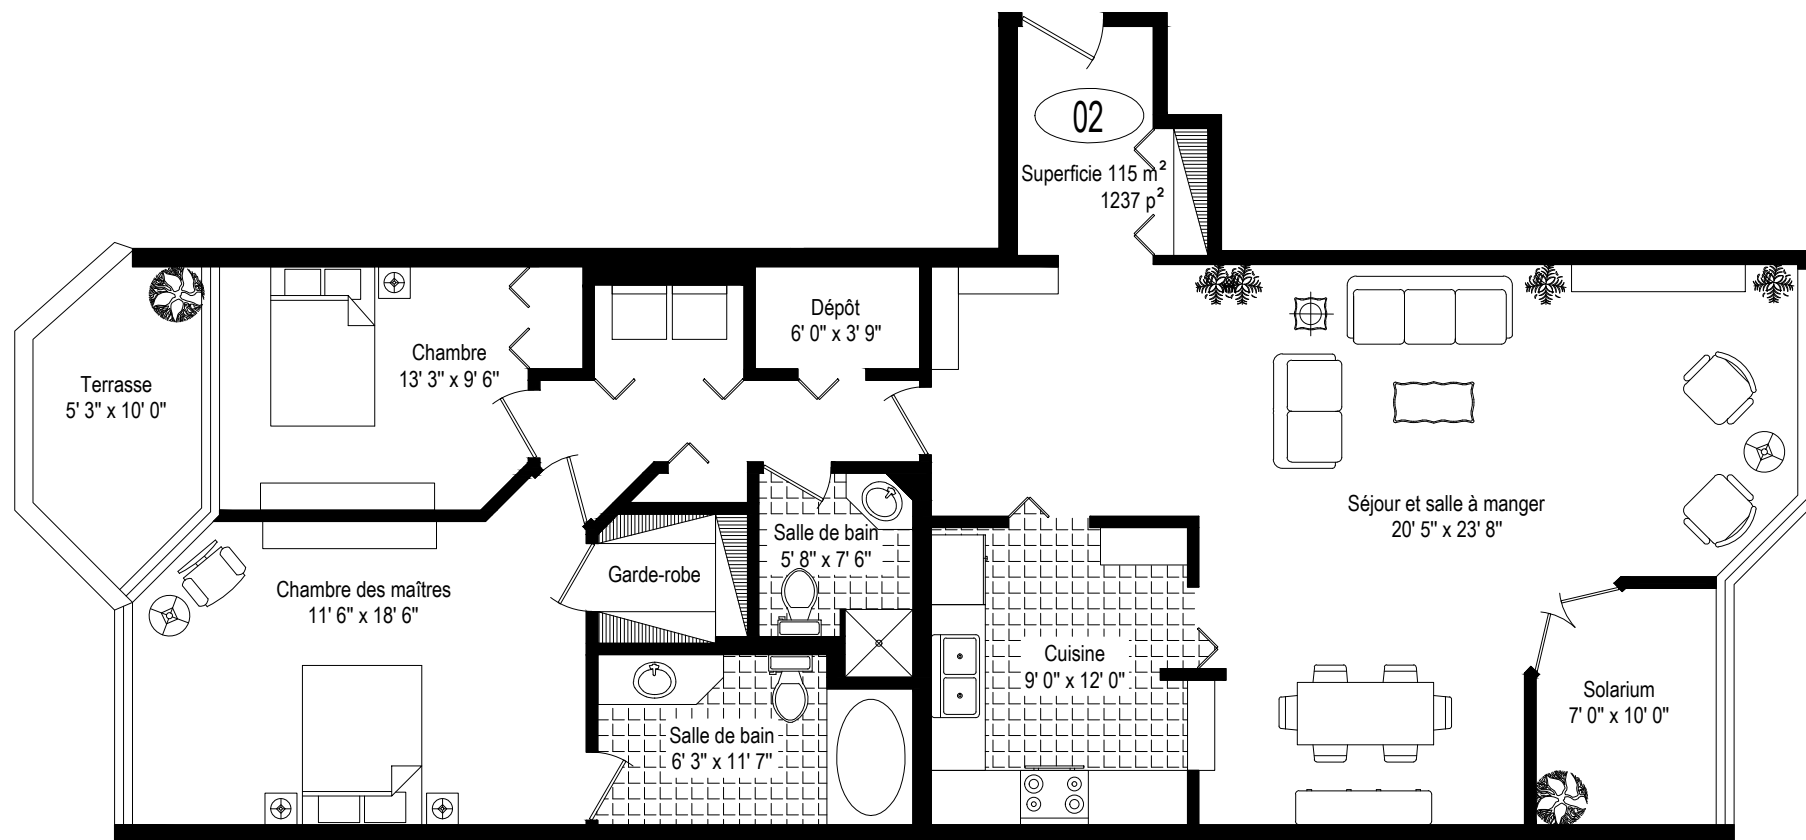 02
Superficie 115 m²
1237 p²
Dépôt
6' 0" x 3' 9"
Chambre
13' 3" x 9' 6"
Terrasse
5' 3" x 10' 0"
Séjour et salle à manger
20' 5" x 23' 8"
Salle de bain
5' 8" x 7' 6"
Garde-robe
Chambre des maîtres
11' 6" x 18' 6"
Cuisine
9' 0" x 12' 0"
Solarium
7' 0" x 10' 0"
Salle de bain
6' 3" x 11' 7"